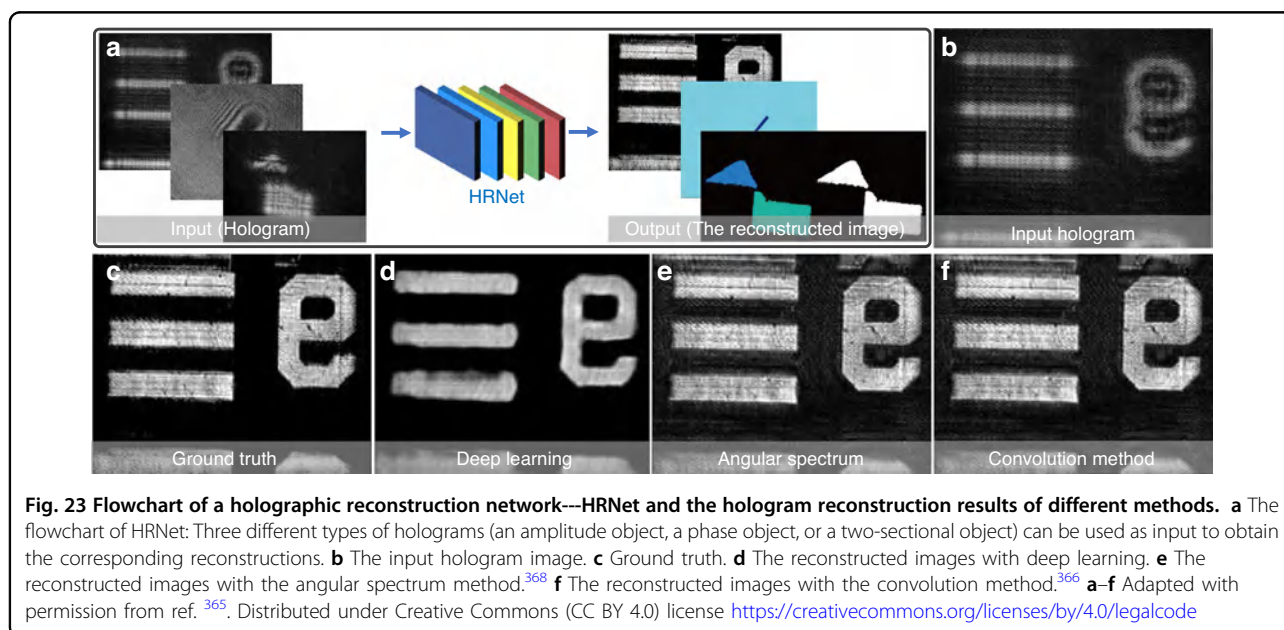 a
Input (Hologram)
HRNet
Output (The reconstructed image)
b
Input hologram
c
Ground truth
d
Deep learning
e
Angular spectrum
f
Convolution method
Fig. 23 Flowchart of a holographic reconstruction network---HRNet and the hologram reconstruction results of different methods. a The
flowchart of HRNet: Three different types of holograms (an amplitude object, a phase object, or a two-sectional object) can be used as input to obtain
the corresponding reconstructions. b The input hologram image. c Ground truth. d The reconstructed images with deep learning. e The
reconstructed images with the angular spectrum method.368 f The reconstructed images with the convolution method.366 a–f Adapted with
permission from ref. 365. Distributed under Creative Commons (CC BY 4.0) license https://creativecommons.org/licenses/by/4.0/legalcode